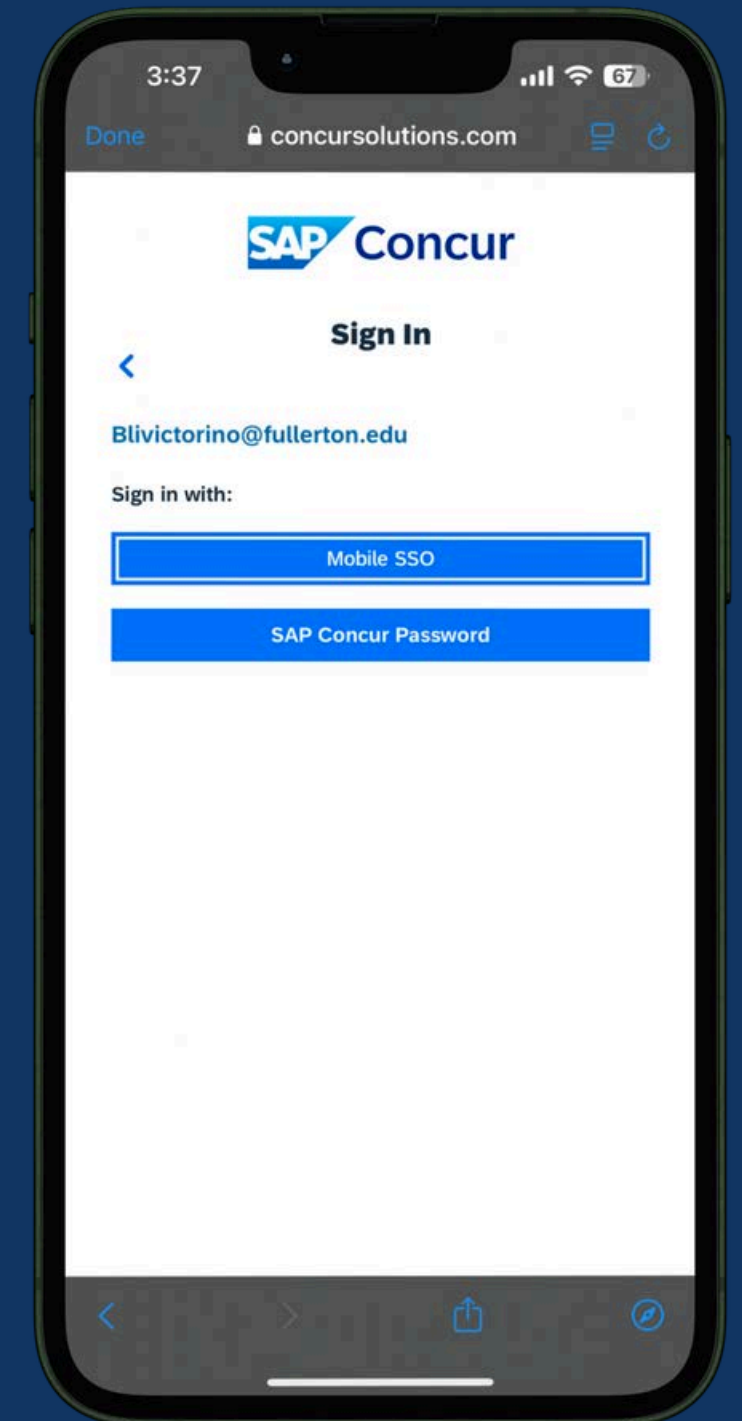 3:37
67
Done
concursolutions.com
SAP Concur
Sign In
Blivictorino@fullerton.edu
Sign in with:
Mobile SSO
SAP Concur Password